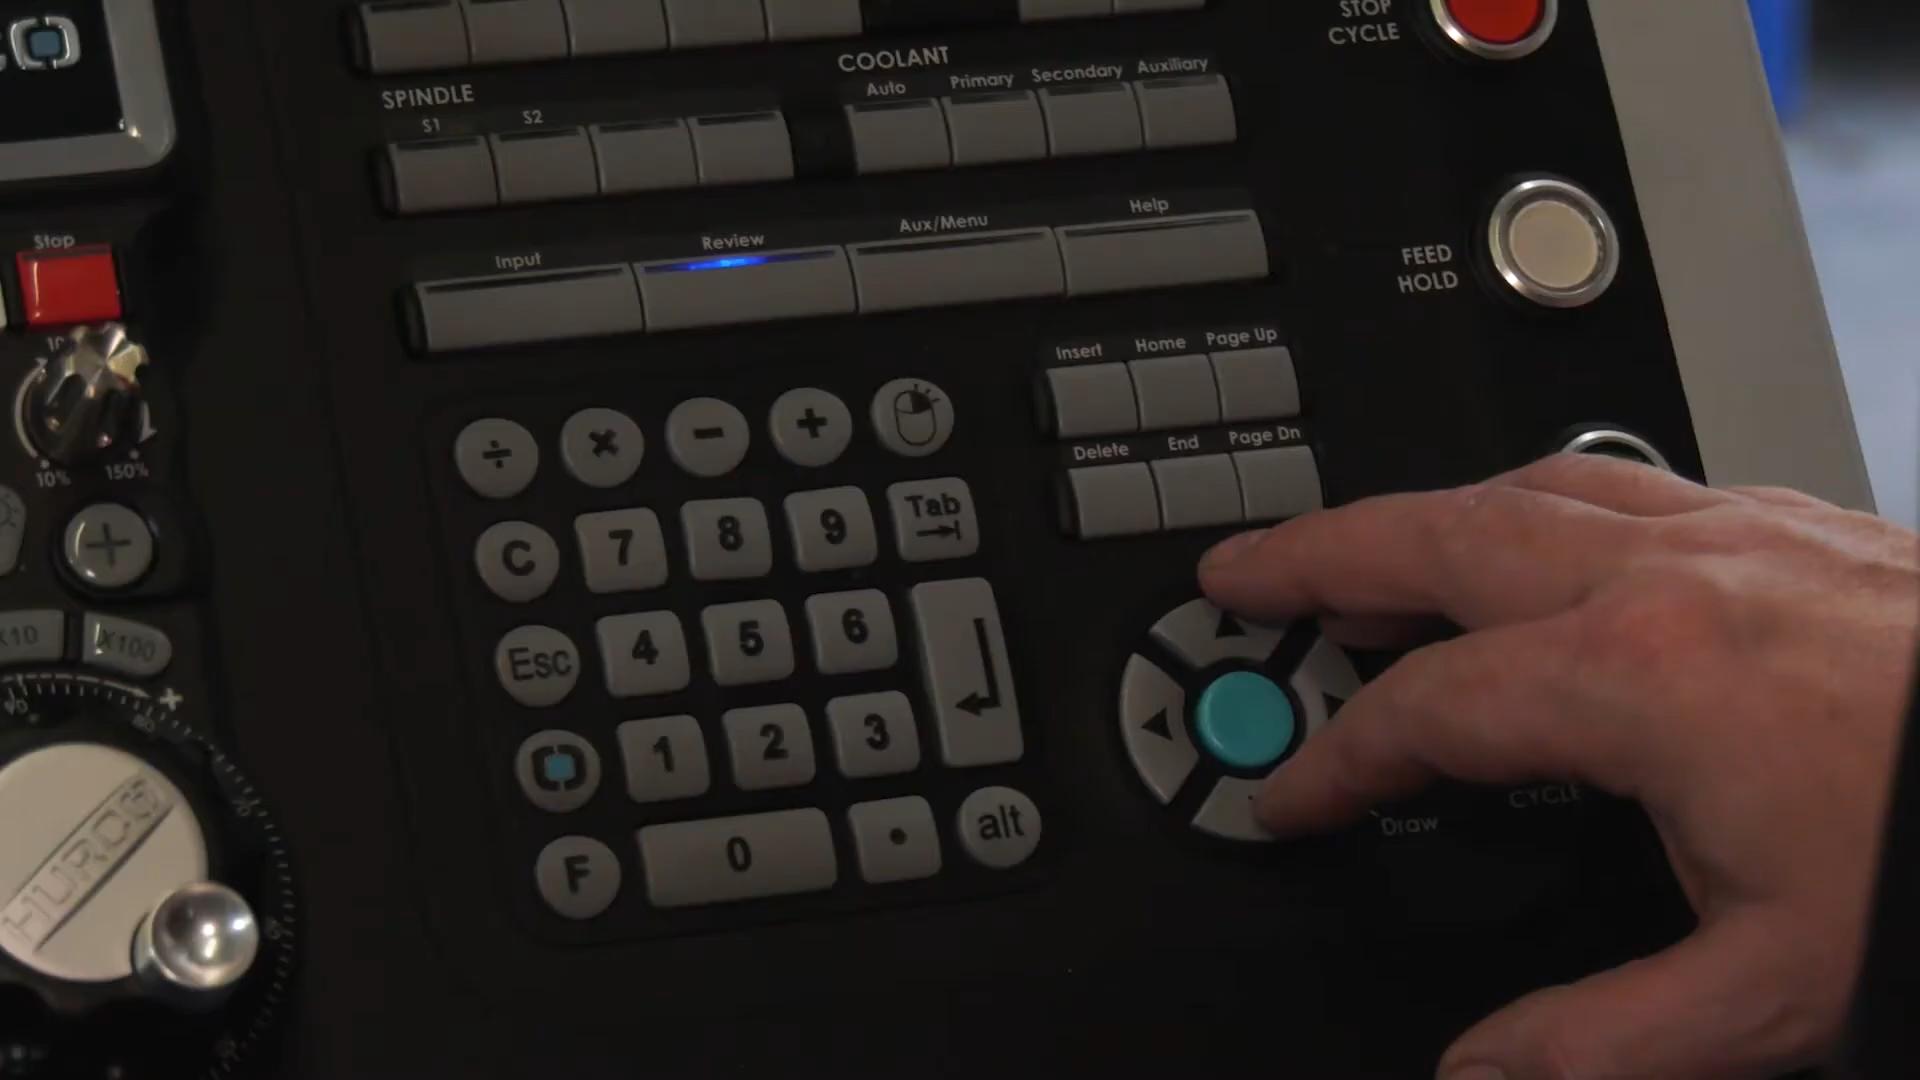 STOP
CYCLE
COOLANT
Auto Primary Secondary Auxiliary
SPINDLE
S1 S2
Stop
Input Review Aux/Menu Help
FEED
HOLD
Insert Home Page Up
Delete End Page Dn
10% 150%
÷ × - +
C 7 8 9 Tab
Esc 4 5 6
1 2 3
F 0 . alt
X10 X100
+
HURCO
CYCLE
Draw